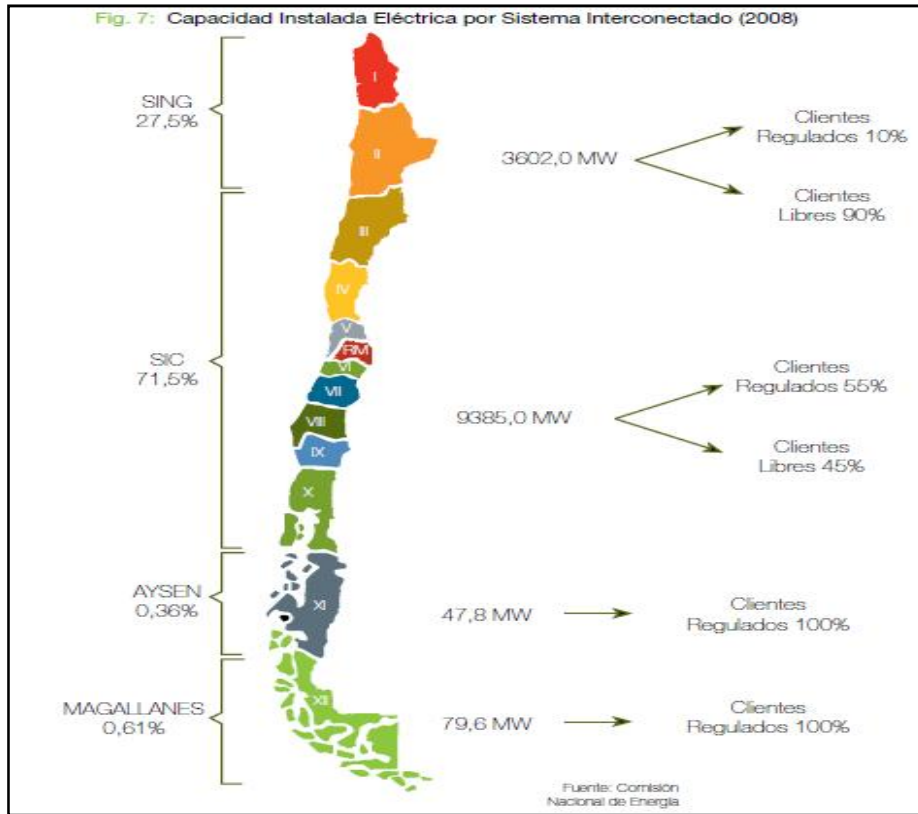 Fig. 7: Capacidad Instalada Eléctrica por Sistema Interconectado (2008)
SING
27,5%
I
II
3602,0 MW
Clientes
Regulados 10%
Clientes
Libres 90%
SIC
71,5%
III
IV
V
RM
VI
VII
VIII
IX
X
9385,0 MW
Clientes
Regulados 55%
Clientes
Libres 45%
AYSEN
0,36%
XI
47,8 MW
Clientes
Regulados 100%
MAGALLANES
0,61%
XII
79,6 MW
Clientes
Regulados 100%
Fuente: Comisión
Nacional de Energía